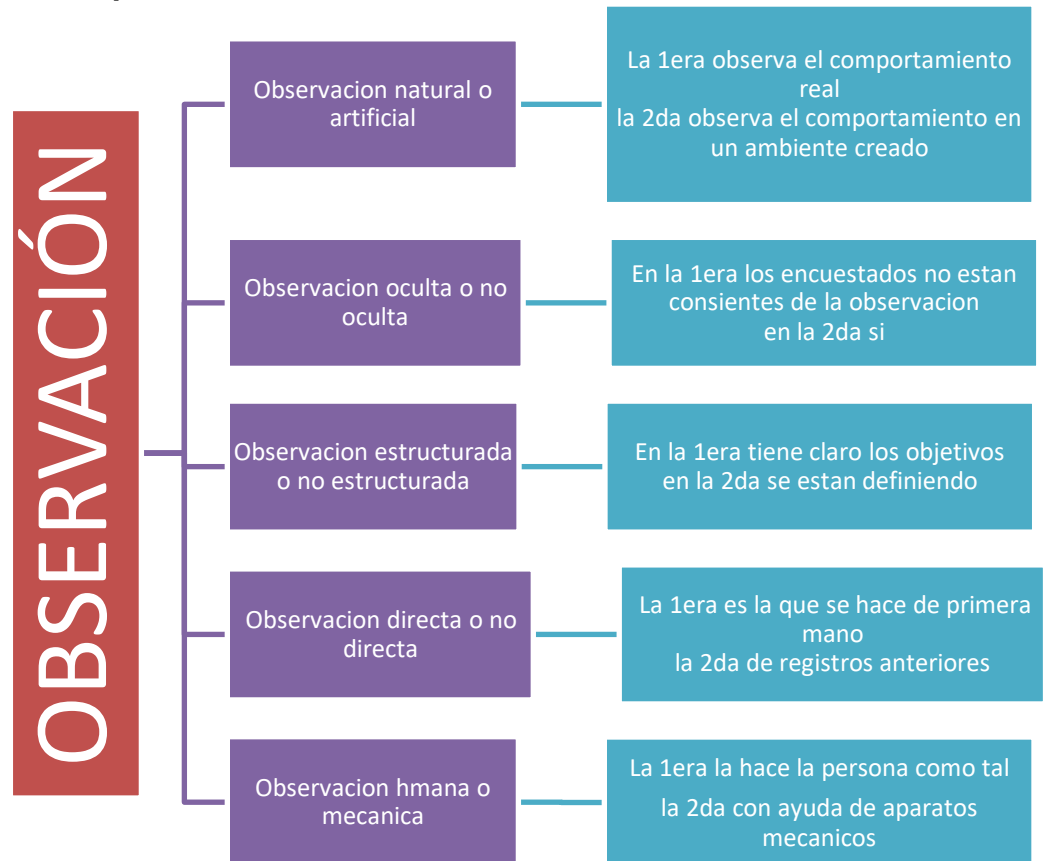 OBSERVACIÓN
Observacion natural o
artificial
La 1era observa el comportamiento
real
la 2da observa el comportamiento en
un ambiente creado
Observacion oculta o no
oculta
En la 1era los encuestados no estan
consientes de la observacion
en la 2da si
Observacion estructurada
o no estructurada
En la 1era tiene claro los objetivos
en la 2da se estan definiendo
Observacion directa o no
directa
La 1era es la que se hace de primera
mano
la 2da de registros anteriores
Observacion hmana o
mecanica
La 1era la hace la persona como tal
la 2da con ayuda de aparatos
mecanicos